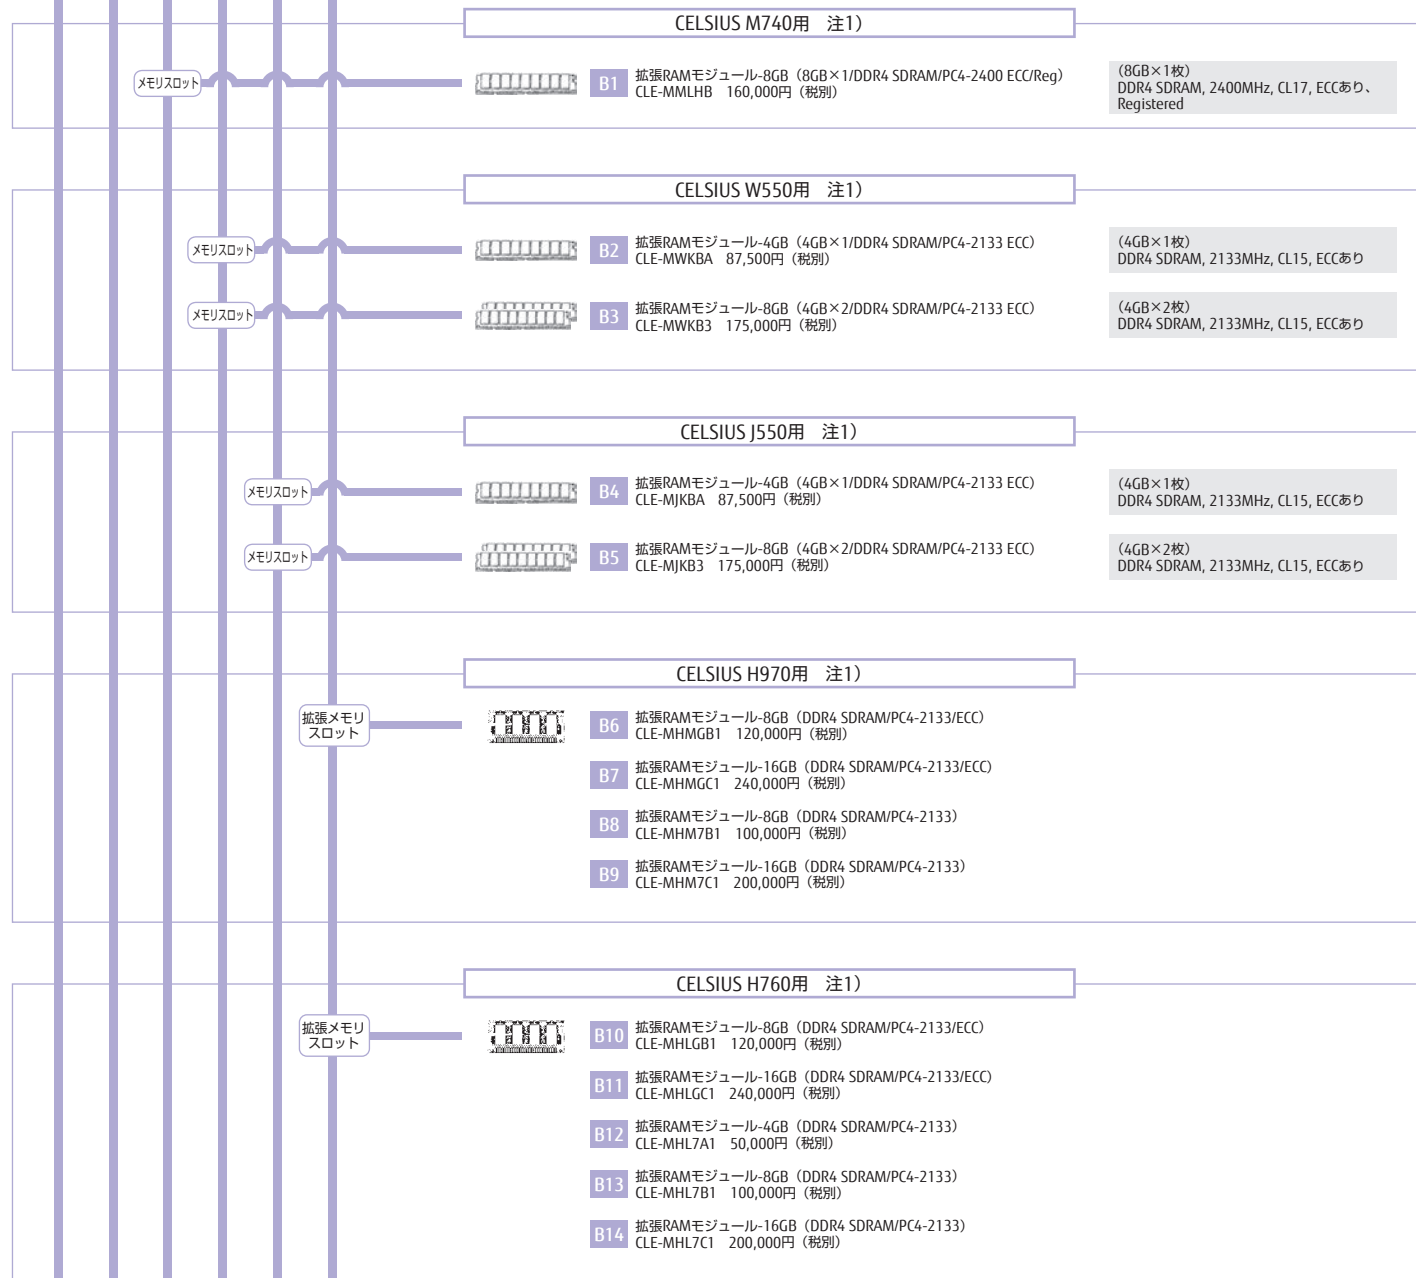 CELSIUS M740用　注1）
メモリスロット
B1
拡張RAMモジュール-8GB（8GB×1/DDR4 SDRAM/PC4-2400 ECC/Reg）
CLE-MMLHB　160,000円（税別）
（8GB×1枚）
DDR4 SDRAM, 2400MHz, CL17, ECCあり、
Registered
CELSIUS W550用　注1）
メモリスロット
B2
拡張RAMモジュール-4GB（4GB×1/DDR4 SDRAM/PC4-2133 ECC）
CLE-MWKBA　87,500円（税別）
（4GB×1枚）
DDR4 SDRAM, 2133MHz, CL15, ECCあり
メモリスロット
B3
拡張RAMモジュール-8GB（4GB×2/DDR4 SDRAM/PC4-2133 ECC）
CLE-MWKB3　175,000円（税別）
（4GB×2枚）
DDR4 SDRAM, 2133MHz, CL15, ECCあり
CELSIUS J550用　注1）
メモリスロット
B4
拡張RAMモジュール-4GB（4GB×1/DDR4 SDRAM/PC4-2133 ECC）
CLE-MJKBA　87,500円（税別）
（4GB×1枚）
DDR4 SDRAM, 2133MHz, CL15, ECCあり
メモリスロット
B5
拡張RAMモジュール-8GB（4GB×2/DDR4 SDRAM/PC4-2133 ECC）
CLE-MJKB3　175,000円（税別）
（4GB×2枚）
DDR4 SDRAM, 2133MHz, CL15, ECCあり
CELSIUS H970用　注1）
拡張メモリ
スロット
B6
拡張RAMモジュール-8GB（DDR4 SDRAM/PC4-2133/ECC）
CLE-MHMGB1　120,000円（税別）
B7
拡張RAMモジュール-16GB（DDR4 SDRAM/PC4-2133/ECC）
CLE-MHMGC1　240,000円（税別）
B8
拡張RAMモジュール-8GB（DDR4 SDRAM/PC4-2133）
CLE-MHM7B1　100,000円（税別）
B9
拡張RAMモジュール-16GB（DDR4 SDRAM/PC4-2133）
CLE-MHM7C1　200,000円（税別）
CELSIUS H760用　注1）
拡張メモリ
スロット
B10
拡張RAMモジュール-8GB（DDR4 SDRAM/PC4-2133/ECC）
CLE-MHLGB1　120,000円（税別）
B11
拡張RAMモジュール-16GB（DDR4 SDRAM/PC4-2133/ECC）
CLE-MHLGC1　240,000円（税別）
B12
拡張RAMモジュール-4GB（DDR4 SDRAM/PC4-2133）
CLE-MHL7A1　50,000円（税別）
B13
拡張RAMモジュール-8GB（DDR4 SDRAM/PC4-2133）
CLE-MHL7B1　100,000円（税別）
B14
拡張RAMモジュール-16GB（DDR4 SDRAM/PC4-2133）
CLE-MHL7C1　200,000円（税別）